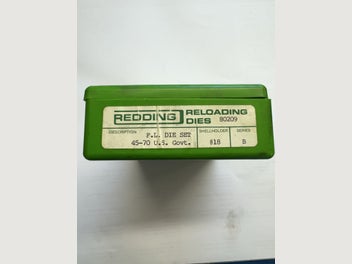 REDDING RELOADING
DIES 80209
DESCRIPTION SHELLHOLDER SERIES
F.L. DIE SET
45-70 U.S. Govt. #18 B